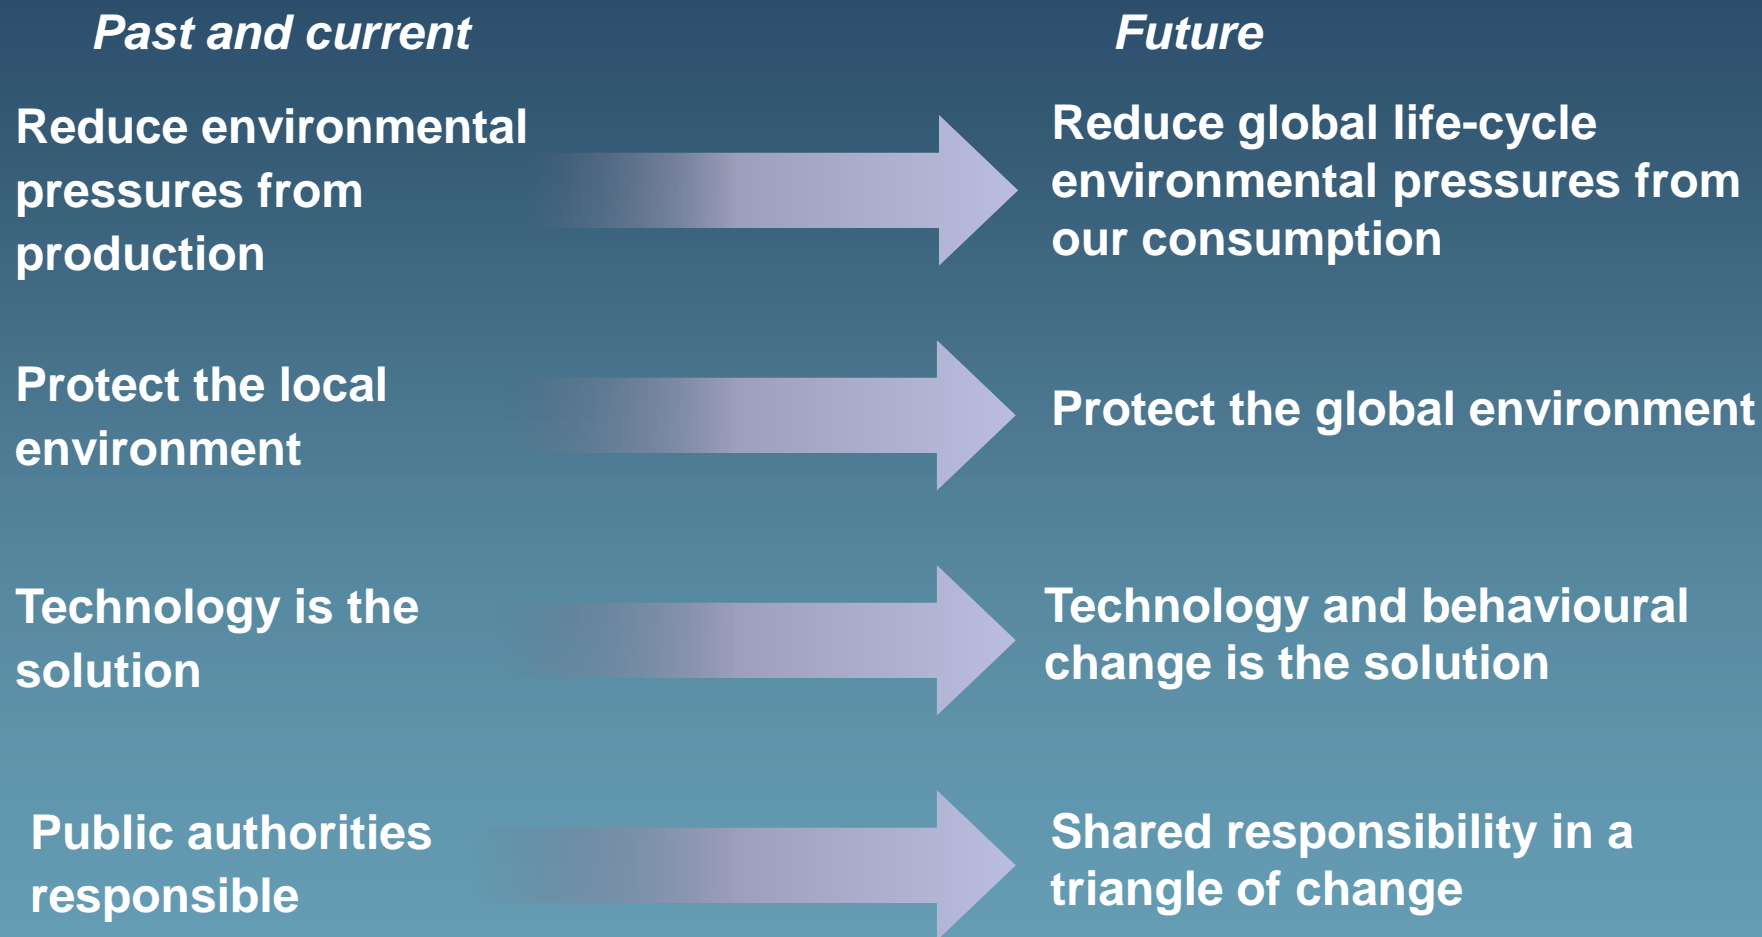 Past and current
Future
Reduce environmental
pressures from
production
Reduce global life-cycle
environmental pressures from
our consumption
Protect the local
environment
Protect the global environment
Technology is the
solution
Technology and behavioural
change is the solution
Public authorities
responsible
Shared responsibility in a
triangle of change